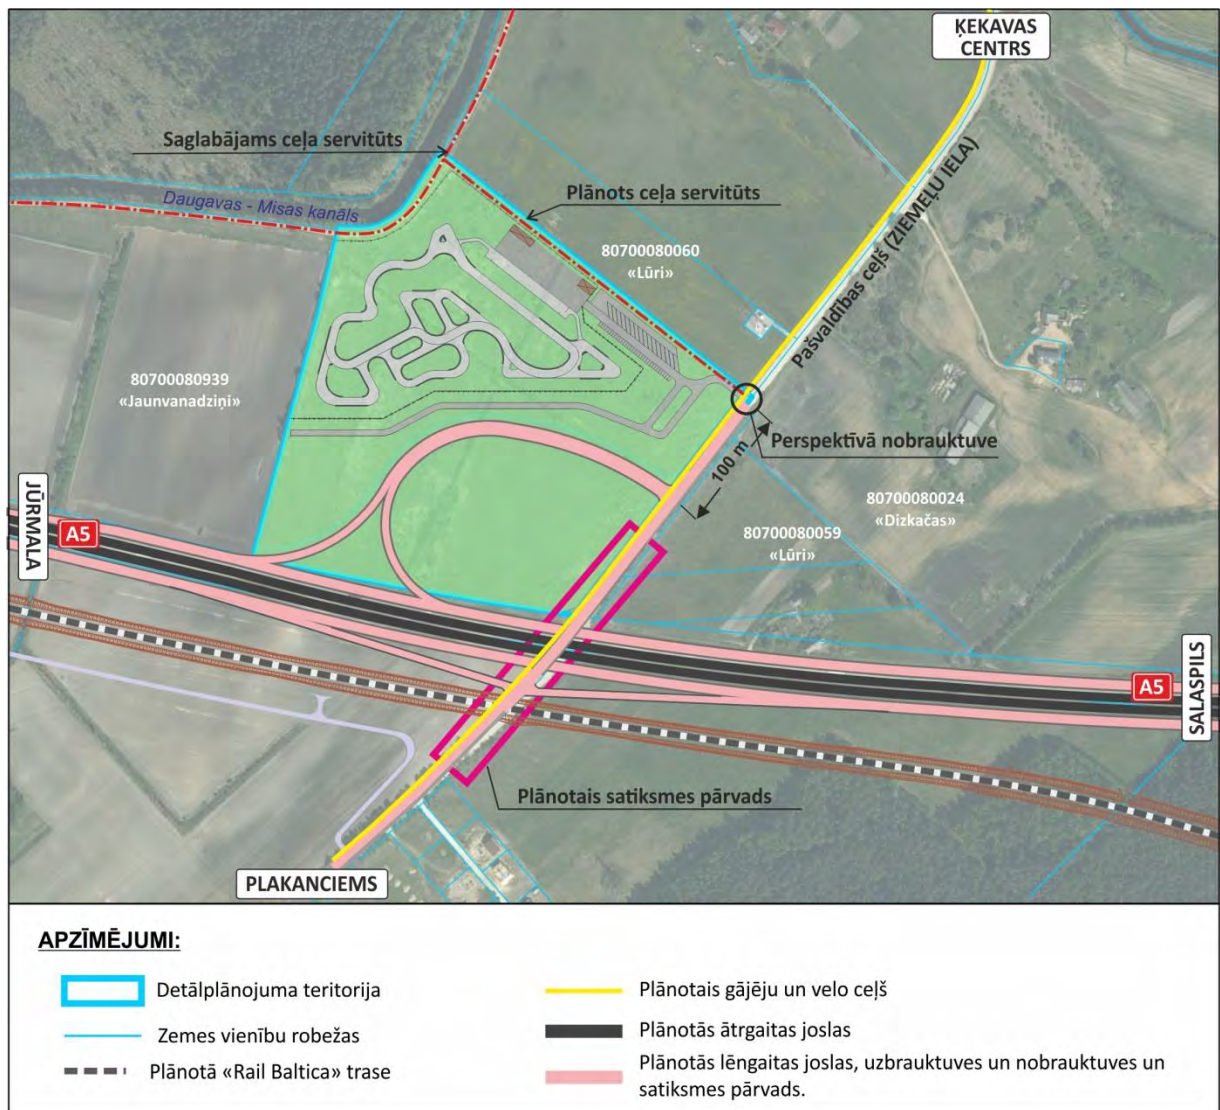 ĶEKAVAS
CENTRS
Saglabājams ceļa servitūts
Plānots ceļa servitūts
Daugavas - Misas kanāls
80700080060
«Lūri»
Pašvaldības ceļš (ZIEMEĻU IELA)
80700080939
«Jaunvanadziņi»
Perspektīvā nobrauktuve
100 m
80700080024
«Dizkačas»
80700080059
«Lūri»
JŪRMALA
A5
A5
SALASPILS
Plānotais satiksmes pārvads
PLAKANCIEMS
APZĪMĒJUMI:
Detālplānojuma teritorija
Zemes vienību robežas
Plānotā «Rail Baltica» trase
Plānotais gājēju un velo ceļš
Plānotās ātrgaitas joslas
Plānotās lēngaitas joslas, uzbrauktuves un nobrauktuves un
satiksmes pārvads.